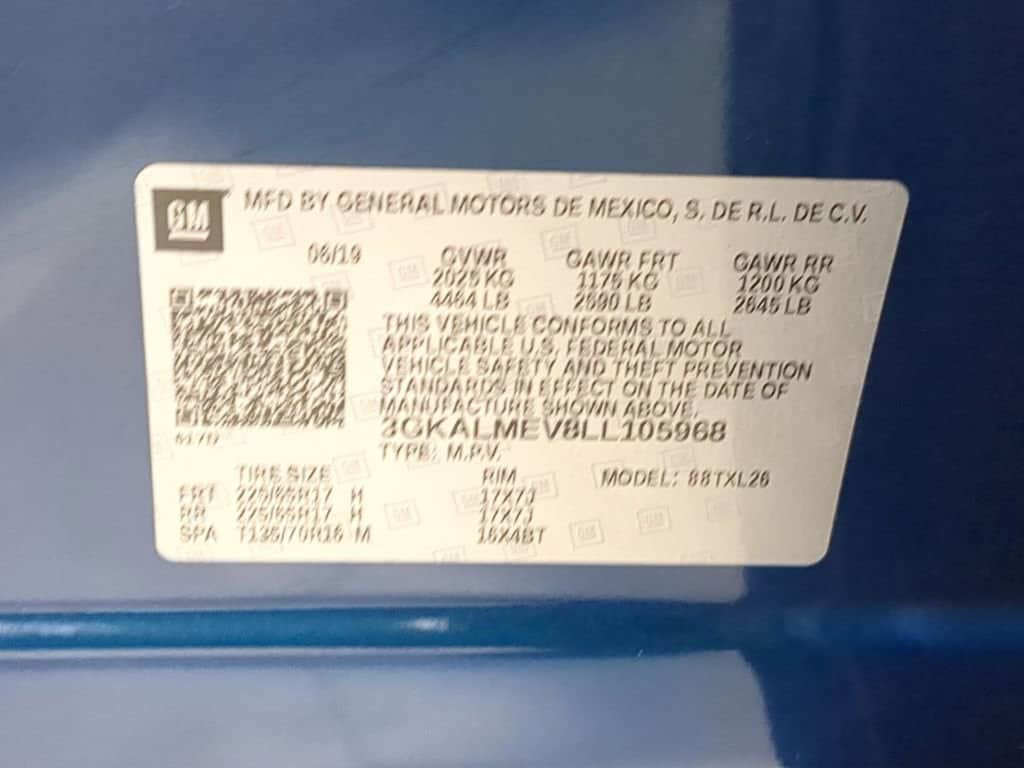 GM
MFD BY GENERAL MOTORS DE MEXICO, S. DE R.L. DE C.V.
06/19 GVWR GAWR FRT GAWR RR
2025 KG 1175 KG 1200 KG
4464 LB 2590 LB 2645 LB
THIS VEHICLE CONFORMS TO ALL
APPLICABLE U.S. FEDERAL MOTOR
VEHICLE SAFETY AND THEFT PREVENTION
STANDARDS IN EFFECT ON THE DATE OF
MANUFACTURE SHOWN ABOVE.
3GKALMEV8LL105968
TYPE: M.P.V.
TIRE SIZE RIM MODEL: 88TXL26
FRT 225/65R17 H 17X7J
RR 225/65R17 H 17X7J
SPA T135/70R16 M 16X4BT